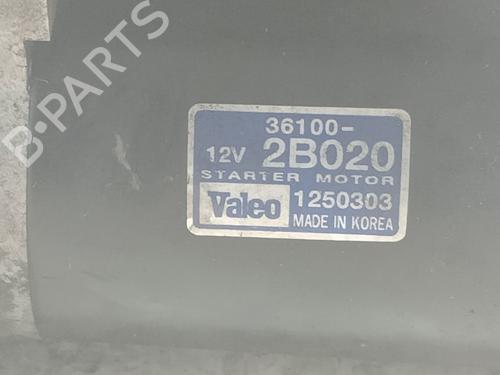 36100-
12V 2B020
STARTER MOTOR
Valeo 1250303
MADE IN KOREA
B-PARTS